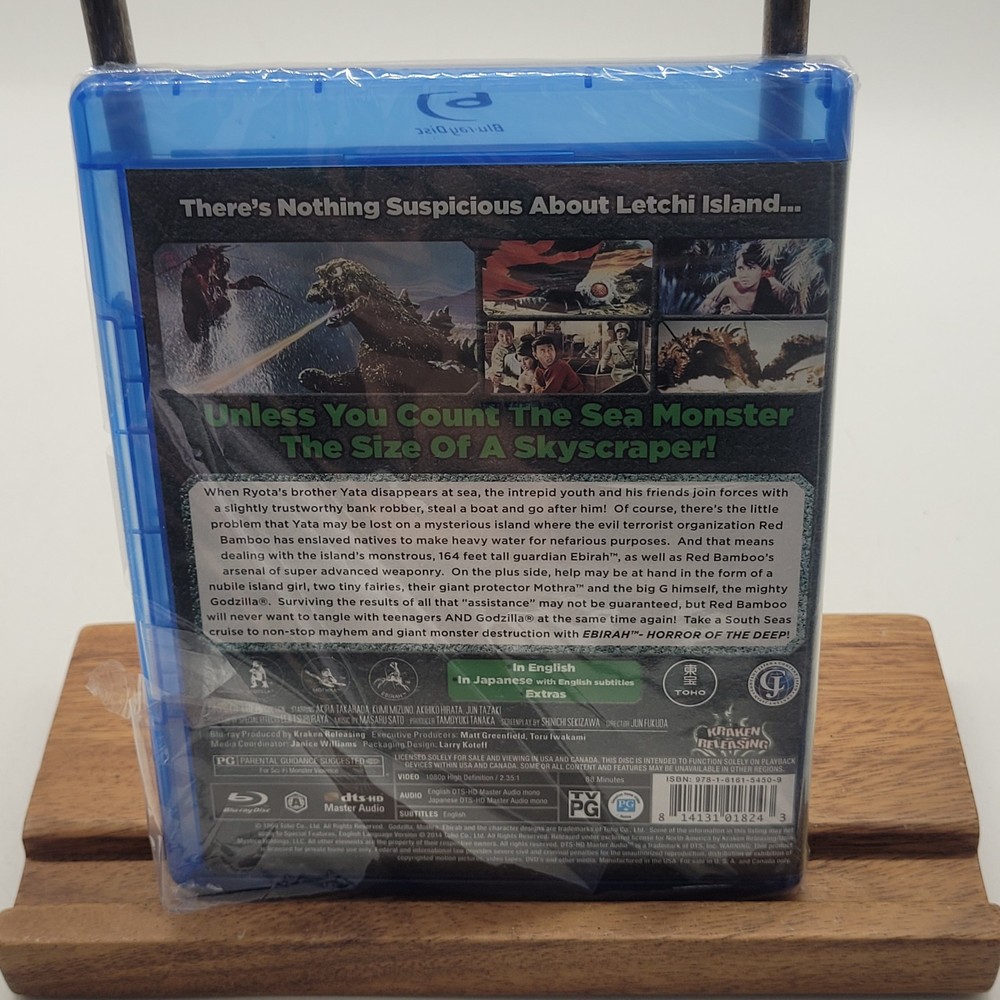 Blu-ray Disc
There's Nothing Suspicious About Letchi Island...
Unless You Count The Sea Monster
The Size Of A Skyscraper!
When Ryota's brother Yata disappears at sea, the intrepid youth and his friends join forces with
a slightly trustworthy bank robber, steal a boat and go after him! Of course, there's the little
problem that Yata may be lost on a mysterious island where the evil terrorist organization Red
Bamboo has enslaved natives to make heavy water for nefarious purposes. And that means
dealing with the island's monstrous, 164 feet tall guardian Ebirah™, as well as Red Bamboo's
arsenal of super advanced weaponry. On the plus side, help may be at hand in the form of a
nubile island girl, two tiny fairies, their giant protector Mothra™ and the big G himself, the mighty
Godzilla®. Surviving the results of all that "assistance" may not be guaranteed, but Red Bamboo
will never want to tangle with teenagers AND Godzilla® at the same time again! Take a South Seas
cruise to non-stop mayhem and giant monster destruction with EBIRAH™- HORROR OF THE DEEP!
In English
In Japanese with English subtitles
Extras
東宝
TOHO
STARRING AKIRA TAKARADA, KUMI MIZUNO, AKIHIKO HIRATA, JUN TAZAKI
MUSIC BY MASARU SATO PRODUCER TAMOYUKI TANAKA SCREENPLAY BY SHINICHI SEKIZAWA DIRECTOR JUN FUKUDA
Blu-ray Produced by Kraken Releasing Executive Producers: Matt Greenfield, Toru Iwakami
Media Coordinator: Janice Williams Packaging Design: Larry Koteff
KRAKEN
RELEASING
PG PARENTAL GUIDANCE SUGGESTED
For Sci-Fi Monster Violence
LICENSED SOLELY FOR SALE AND VIEWING IN USA AND CANADA. THIS DISC IS INTENDED TO FUNCTION SOLELY ON PLAYBACK
DEVICES WITHIN USA AND CANADA. SOME OR ALL CONTENT AND FEATURES MAY BE UNAVAILABLE IN OTHER REGIONS.
VIDEO 1080p High Definition / 2.35:1 Minutes
Blu-ray Disc A dts-HD Master Audio
AUDIO English DTS-HD Master Audio mono
Japanese DTS-HD Master Audio mono
SUBTITLES English
TV PG
PG
ISBN: 978-1-6161-5450-9
8 14131 01824 3